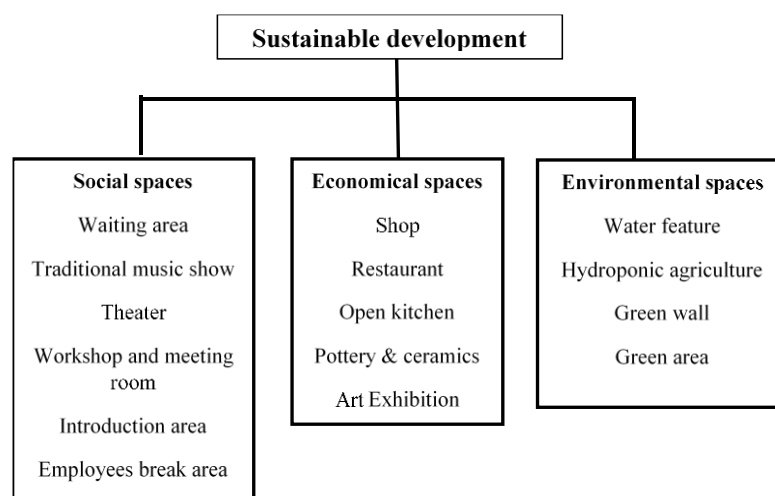 Sustainable development
Social spaces
Waiting area
Traditional music show
Theater
Workshop and meeting
room
Introduction area
Employees break area
Economical spaces
Shop
Restaurant
Open kitchen
Pottery & ceramics
Art Exhibition
Environmental spaces
Water feature
Hydroponic agriculture
Green wall
Green area